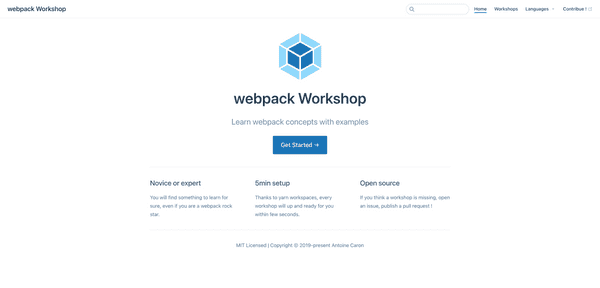 webpack Workshop
Home Workshops Languages Contribue !
webpack Workshop
Learn webpack concepts with examples
Get Started →
Novice or expert
You will find something to learn for
sure, even if you are a webpack rock
star.
5min setup
Thanks to yarn workspaces, every
workshop will up and ready for you
within few seconds.
Open source
If you think a workshop is missing, open
an issue, publish a pull request !
MIT Licensed | Copyright © 2019-present Antoine Caron